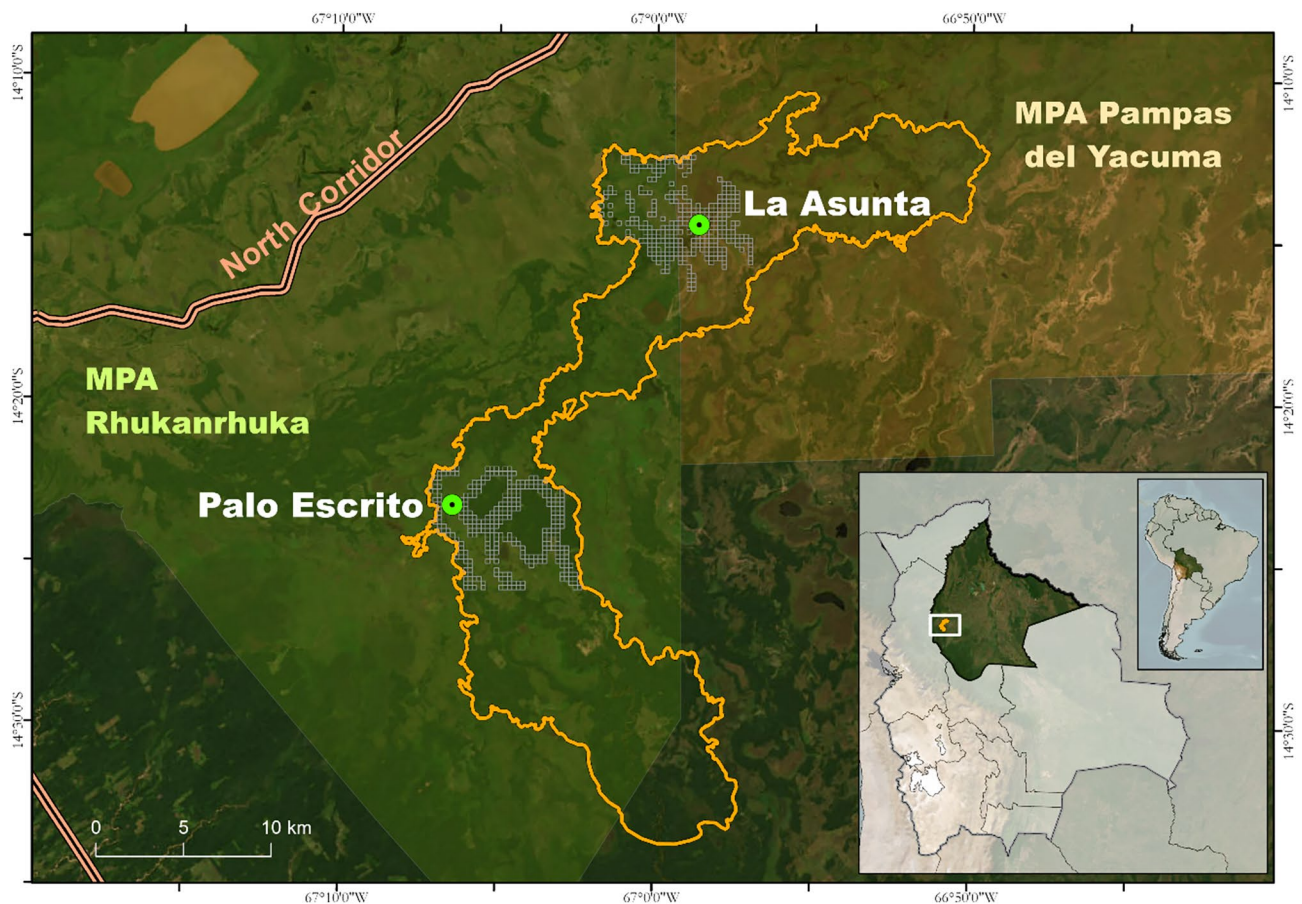 67°10'0"W
67°0'0"W
66°50'0"W
14°10'0"S
14°10'0"S
MPA Pampas
del Yacuma
North Corridor
La Asunta
MPA
Rhukanrhuka
14°20'0"S
14°20'0"S
Palo Escrito
14°30'0"S
14°30'0"S
0 5 10 km
67°10'0"W
67°0'0"W
66°50'0"W